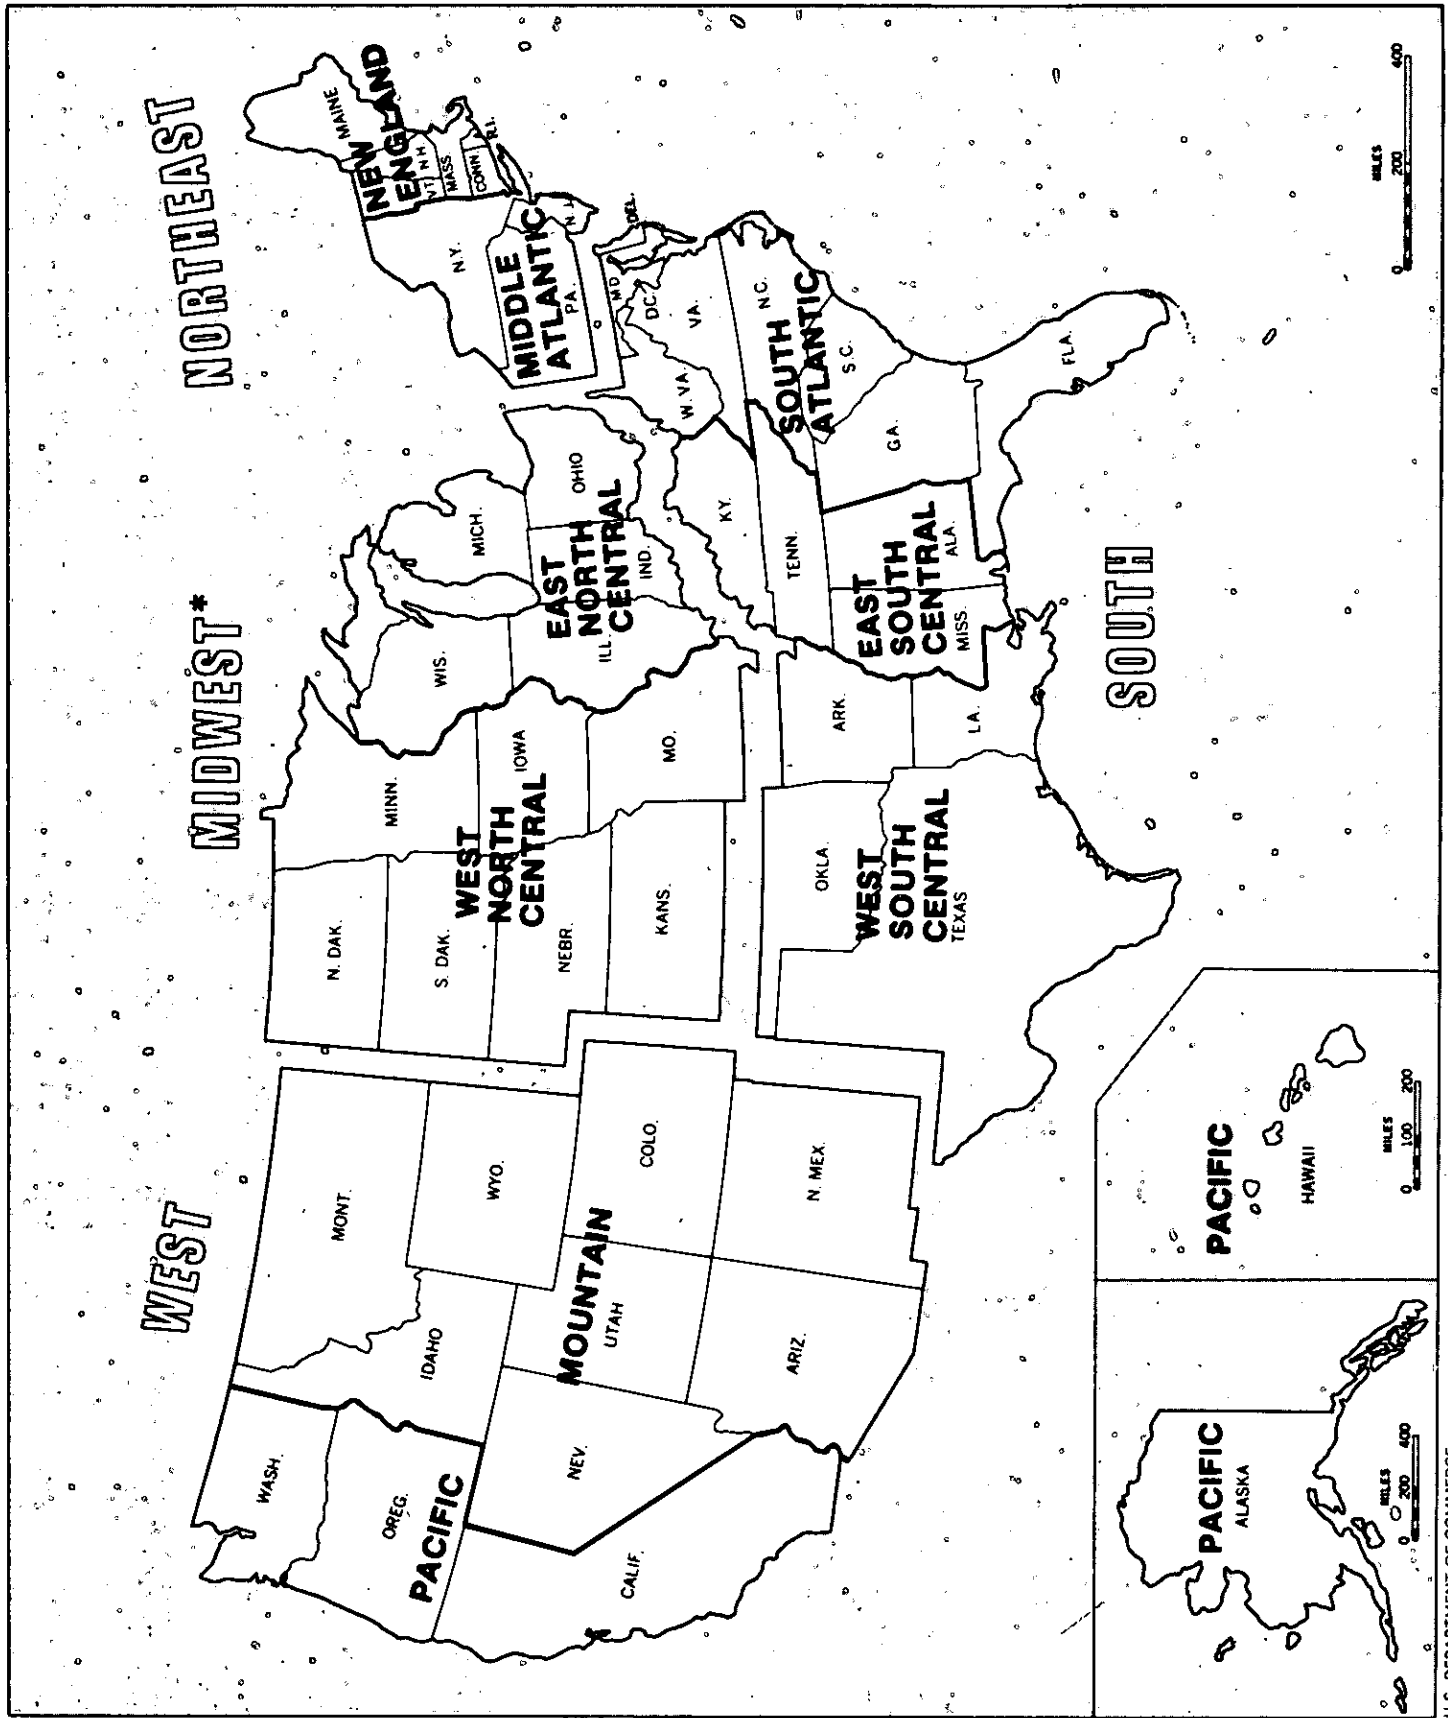 WEST
MIDWEST*
NORTHEAST
SOUTH
PACIFIC
WASH.
OREG.
CALIF.
MOUNTAIN
MONT.
IDAHO
WYO.
NEV.
UTAH
COLO.
ARIZ.
N. MEX.
WEST
NORTH
CENTRAL
N. DAK.
S. DAK.
NEBR.
KANS.
MINN.
IOWA
MO.
EAST
NORTH
CENTRAL
WIS.
MICH.
ILL
IND.
OHIO
NEW
ENGLAND
MAINE
VT.
N H
MASS
CONN
R.I.
MIDDLE
ATLANTIC
N.Y.
PA.
N. J.
SOUTH
ATLANTIC
DEL.
MD
DC.
VA.
W. VA.
N.C.
S.C.
GA.
FLA.
EAST
SOUTH
CENTRAL
KY.
TENN.
ALA.
MISS.
WEST
SOUTH
CENTRAL
OKLA
ARK
LA.
TEXAS
PACIFIC
ALASKA
MILES
0 200 400
PACIFIC
HAWAII
MILES
0 100 200
MILES
0 200 400
U.S. DEPARTMENT OF COMMERCE